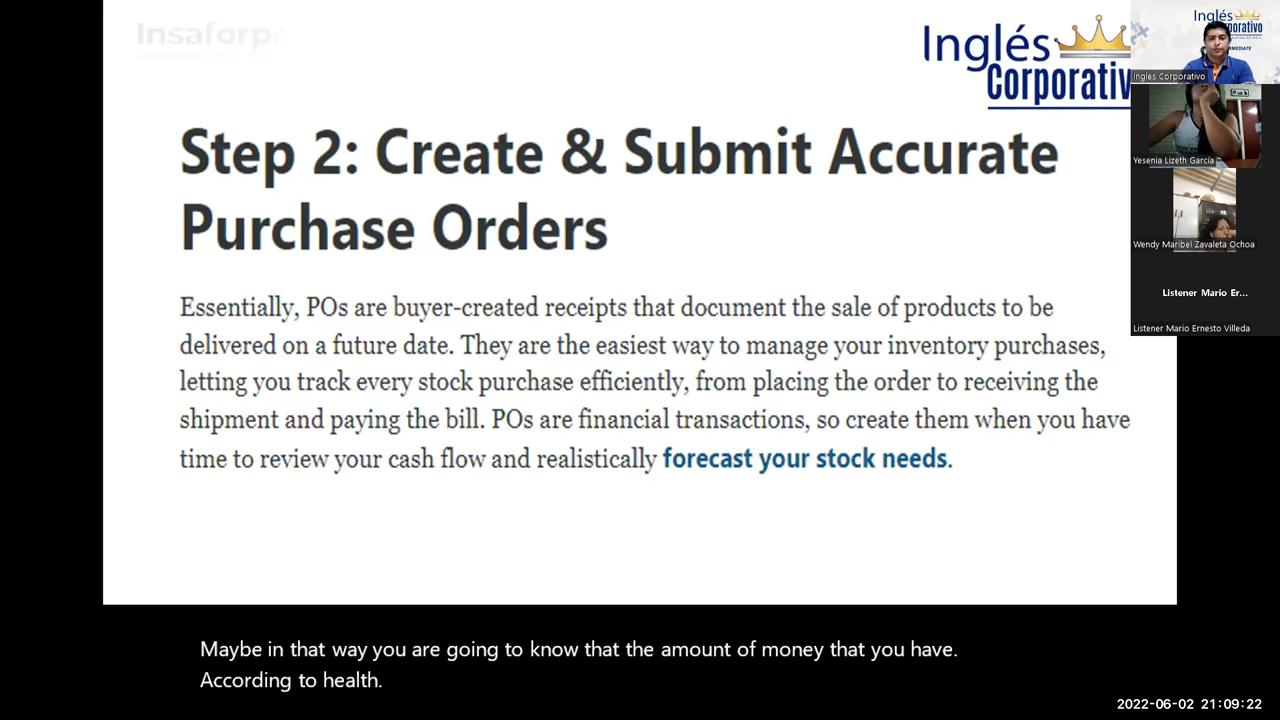 Insaforp
Inglés
Corporativ
Inglés
Corporativo
Ingles Corporativo
Step 2: Create & Submit Accurate
Purchase Orders
Yesenia Lizeth García
Wendy Maribel Zavaleta Ochoa
Listener Mario Er...
Listener Mario Ernesto Villeda
Essentially, POs are buyer-created receipts that document the sale of products to be
delivered on a future date. They are the easiest way to manage your inventory purchases,
letting you track every stock purchase efficiently, from placing the order to receiving the
shipment and paying the bill. POs are financial transactions, so create them when you have
time to review your cash flow and realistically forecast your stock needs.
Maybe in that way you are going to know that the amount of money that you have.
According to health.
2022-06-02 21:09:22